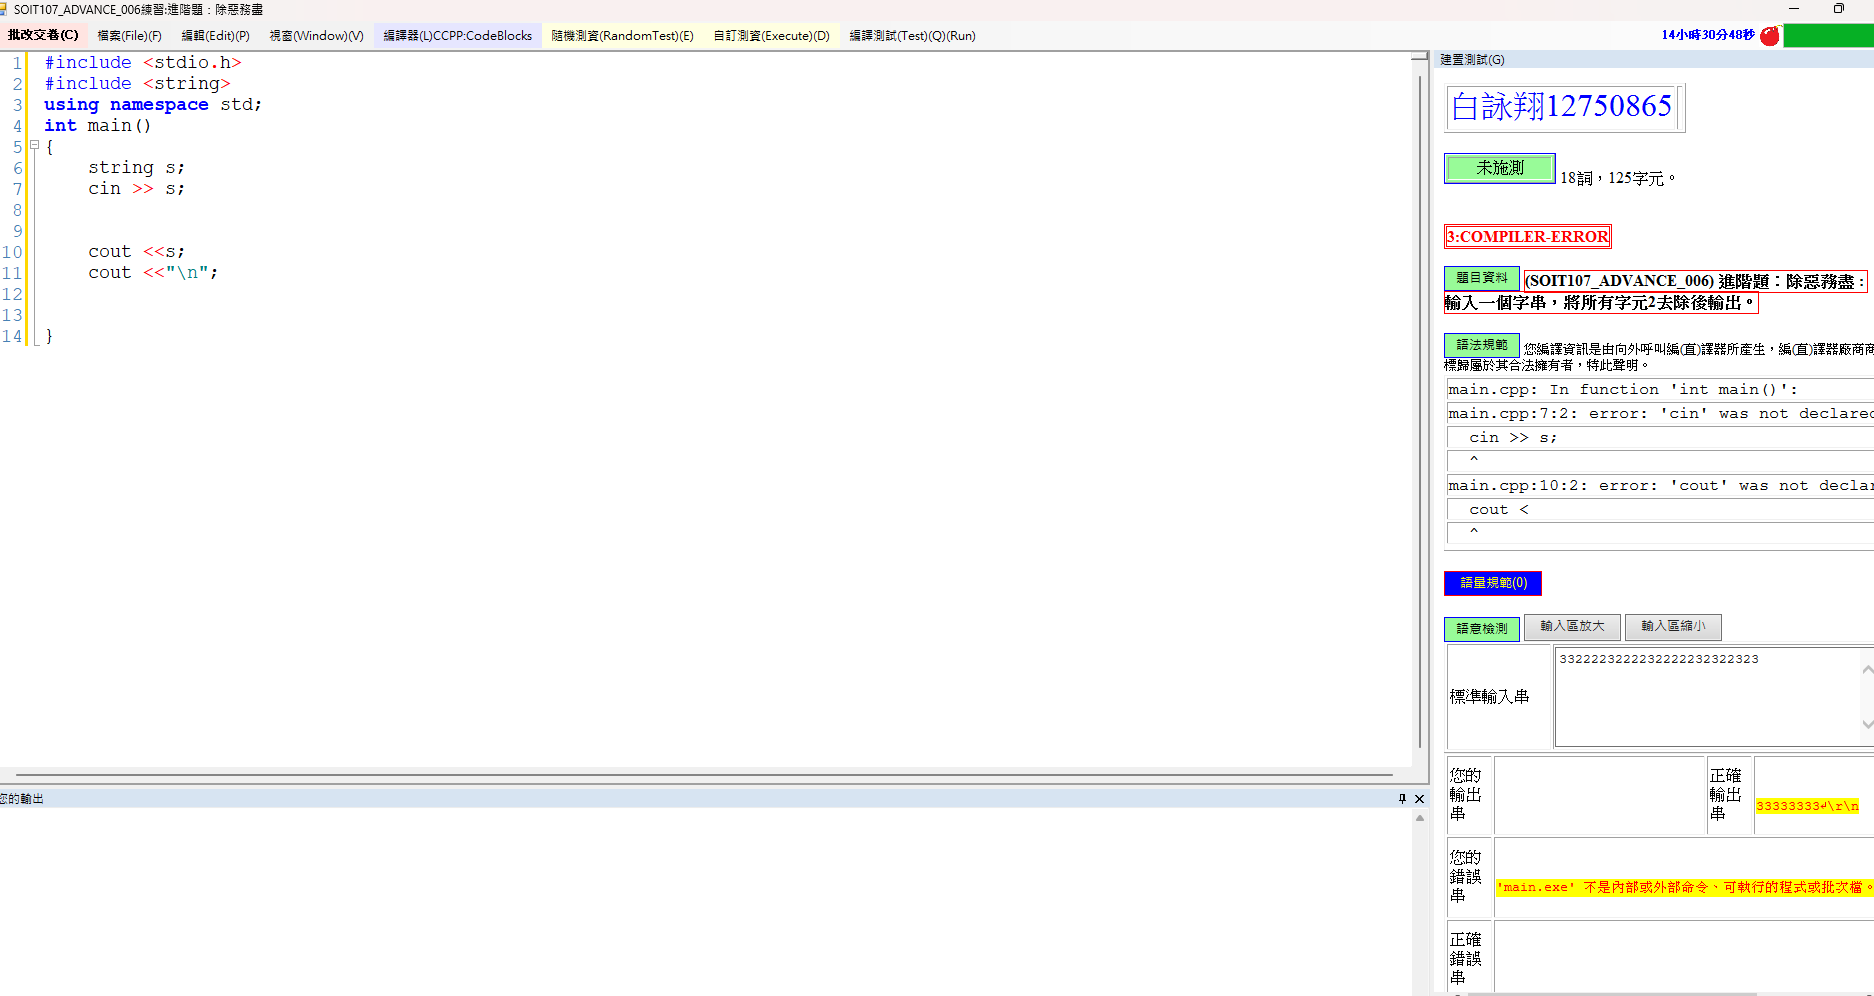 SOIT107_ADVANCE_006練習:進階題：除惡務盡
批改交卷(C) 檔案(File)(F) 編輯(Edit)(P) 視窗(Window)(V) 編譯器(L)CCPP:CodeBlocks 隨機測資(RandomTest)(E) 自訂測資(Execute)(D) 編譯測試(Test)(Q)(Run) 14小時30分48秒
1 #include <stdio.h>
2 #include <string>
3 using namespace std;
4 int main()
5 {
6 string s;
7 cin >> s;
8
9
10 cout <<s;
11 cout <<"\n";
12
13
14 }
您的輸出
建置測試(G)
白詠翔12750865
未施測 18詞，125字元。
3:COMPILER-ERROR
題目資料 (SOIT107_ADVANCE_006) 進階題：除惡務盡：
輸入一個字串，將所有字元2去除後輸出。
語法規範 您編譯資訊是由向外呼叫編(直)譯器所產生，編(直)譯器廠商商
標歸屬於其合法擁有者，特此聲明。
main.cpp: In function 'int main()':
main.cpp:7:2: error: 'cin' was not declared
cin >> s;
^
main.cpp:10:2: error: 'cout' was not declar
cout <
^
語量規範(0)
語意檢測 輸入區放大 輸入區縮小
標準輸入串
您的輸出串
正確輸出串 33333333↵\r\n
您的錯誤串 'main.exe' 不是內部或外部命令、可執行的程式或批次檔。
正確錯誤串